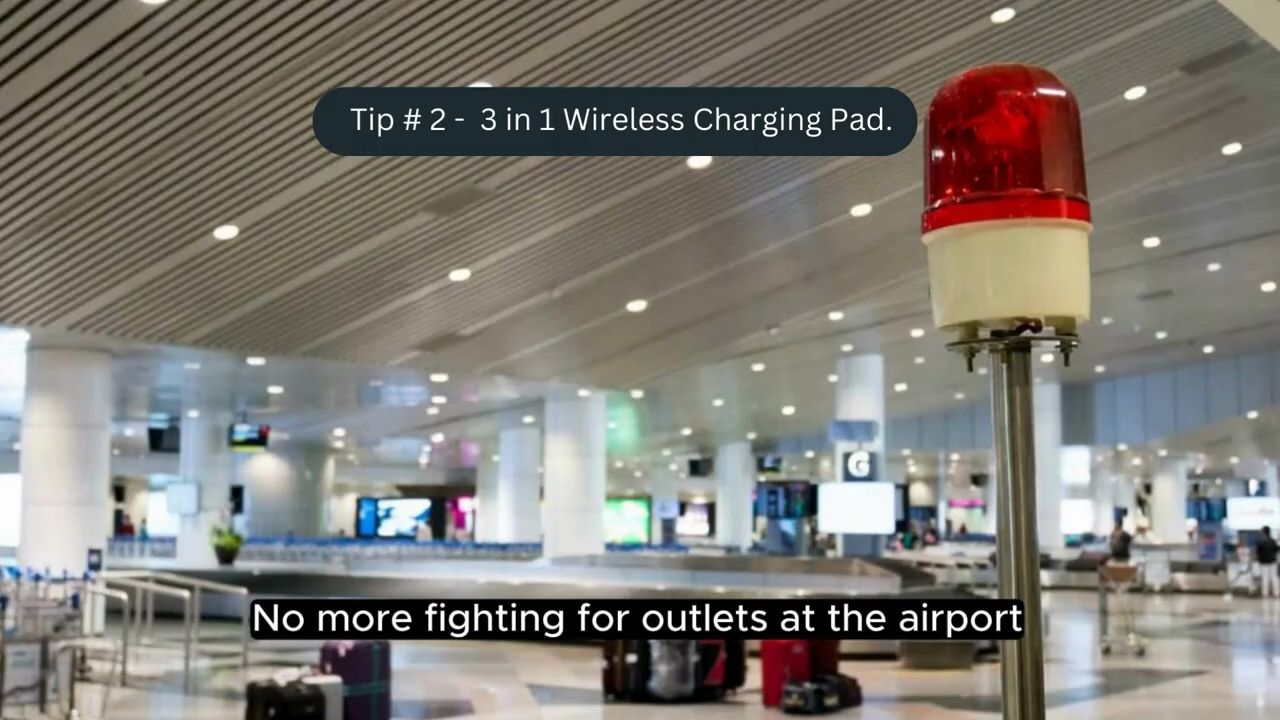 Tip # 2 -  3 in 1 Wireless Charging Pad.
G
No more fighting for outlets at the airport